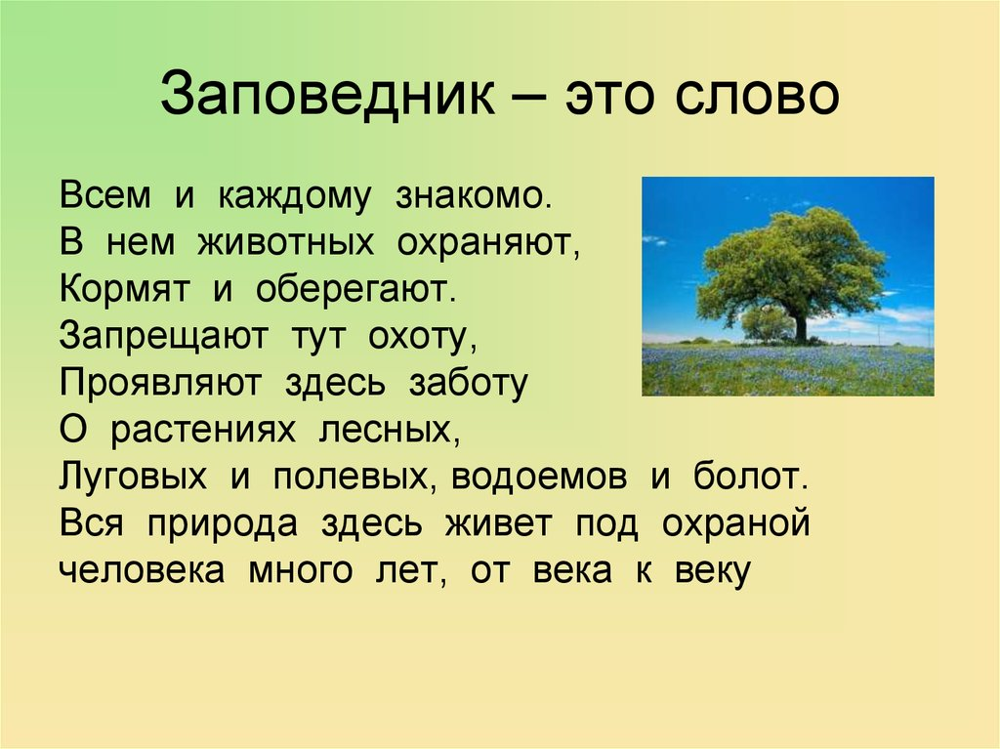 Заповедник – это слово
Всем и каждому знакомо.
В нем животных охраняют,
Кормят и оберегают.
Запрещают тут охоту,
Проявляют здесь заботу
О растениях лесных,
Луговых и полевых, водоемов и болот.
Вся природа здесь живет под охраной
человека много лет, от века к веку